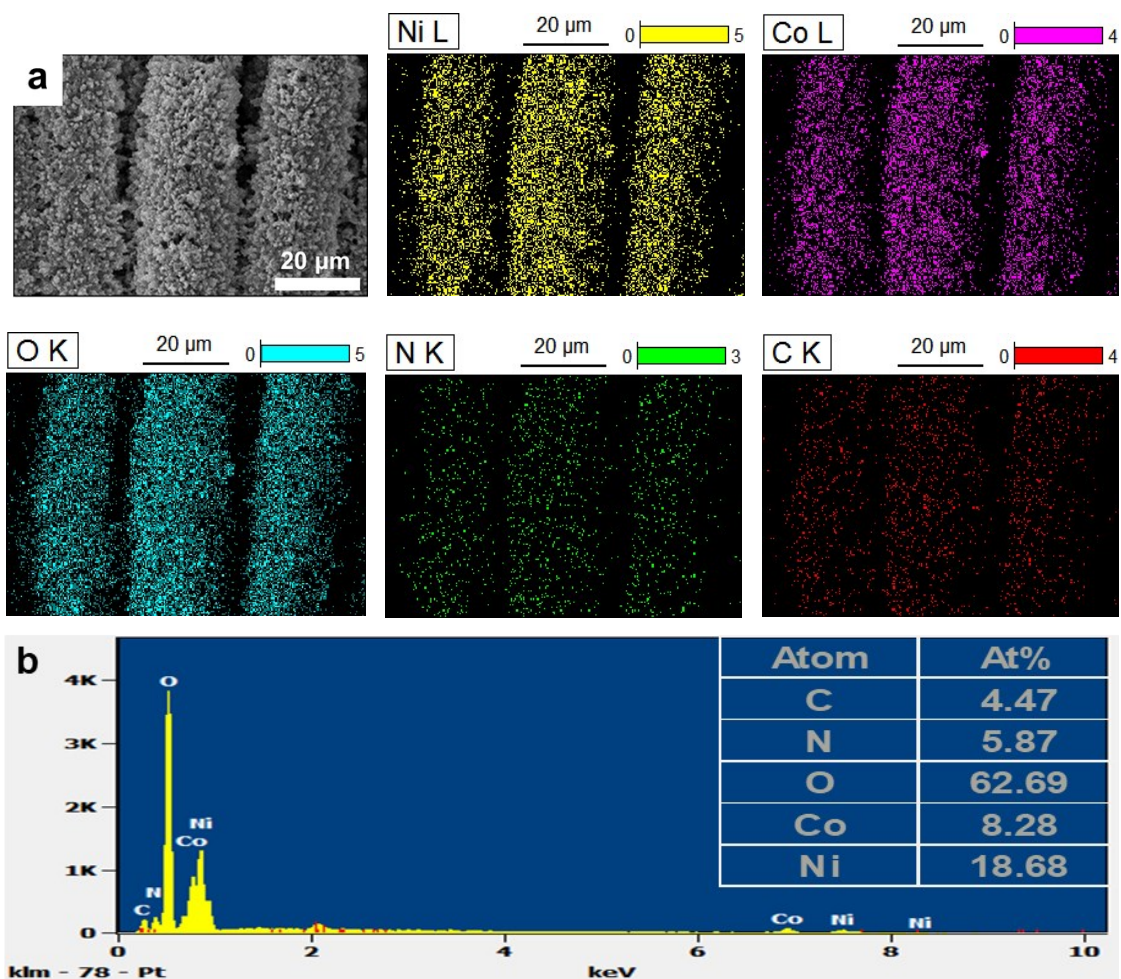 a
20 µm
Ni L 20 µm 0 5
Co L 20 µm 0 4
O K 20 µm 0 5
N K 20 µm 0 3
C K 20 µm 0 4
b
4K
3K
2K
1K
0
O
Ni
Co
N
C
Co Ni Ni
0 2 4 6 8 10
klm - 78 - Pt keV
Atom At%
C 4.47
N 5.87
O 62.69
Co 8.28
Ni 18.68